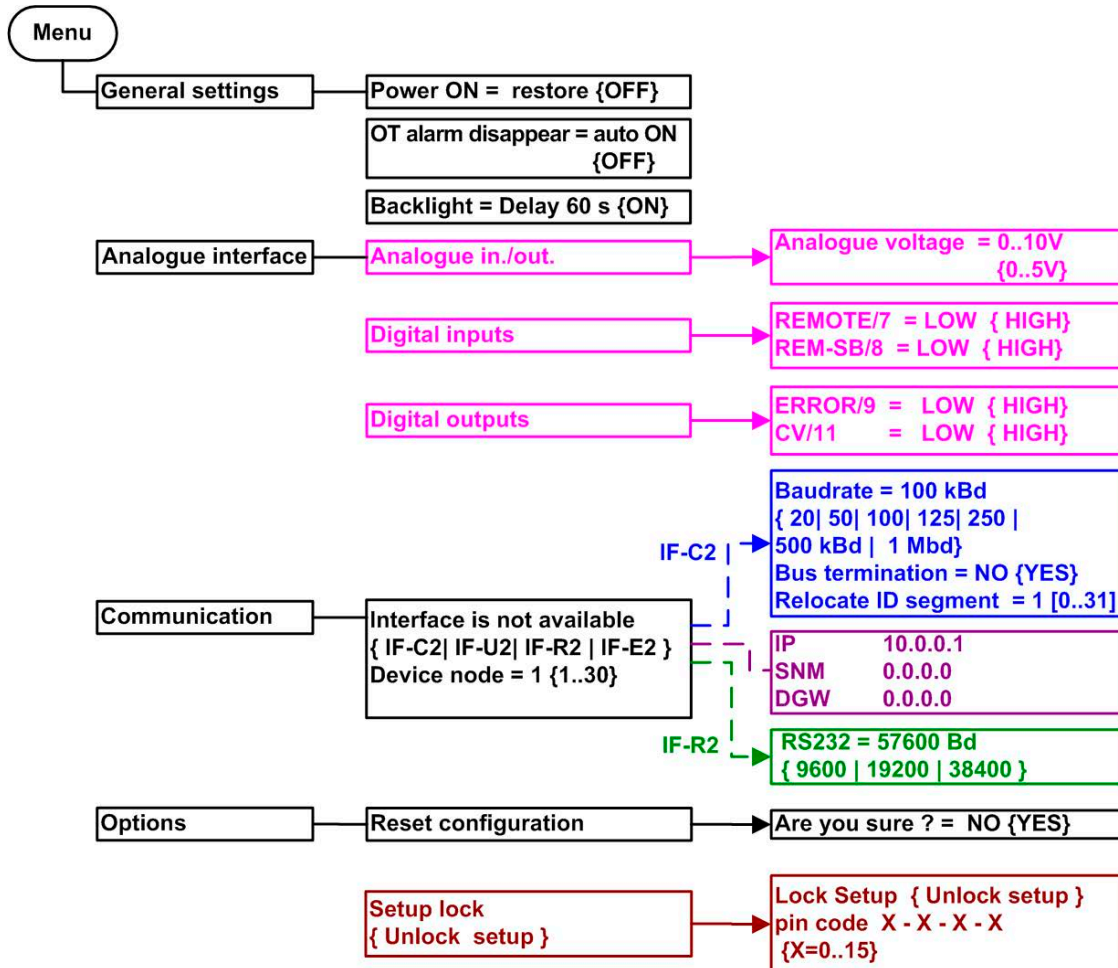 Menu
General settings
Power ON = restore {OFF}
OT alarm disappear = auto ON
{OFF}
Backlight = Delay 60 s {ON}
Analogue interface
Analogue in./out.
Analogue voltage = 0..10V
{0..5V}
Digital inputs
REMOTE/7 = LOW { HIGH}
REM-SB/8 = LOW { HIGH}
Digital outputs
ERROR/9 = LOW { HIGH}
CV/11 = LOW { HIGH}
Communication
Interface is not available
{ IF-C2| IF-U2| IF-R2 | IF-E2 }
Device node = 1 {1..30}
IF-C2
Baudrate = 100 kBd
{ 20| 50| 100| 125| 250 |
500 kBd | 1 Mbd}
Bus termination = NO {YES}
Relocate ID segment = 1 [0..31]
IP 10.0.0.1
SNM 0.0.0.0
DGW 0.0.0.0
IF-R2
RS232 = 57600 Bd
{ 9600 | 19200 | 38400 }
Options
Reset configuration
Are you sure ? = NO {YES}
Setup lock
{ Unlock setup }
Lock Setup { Unlock setup }
pin code X - X - X - X
{X=0..15}